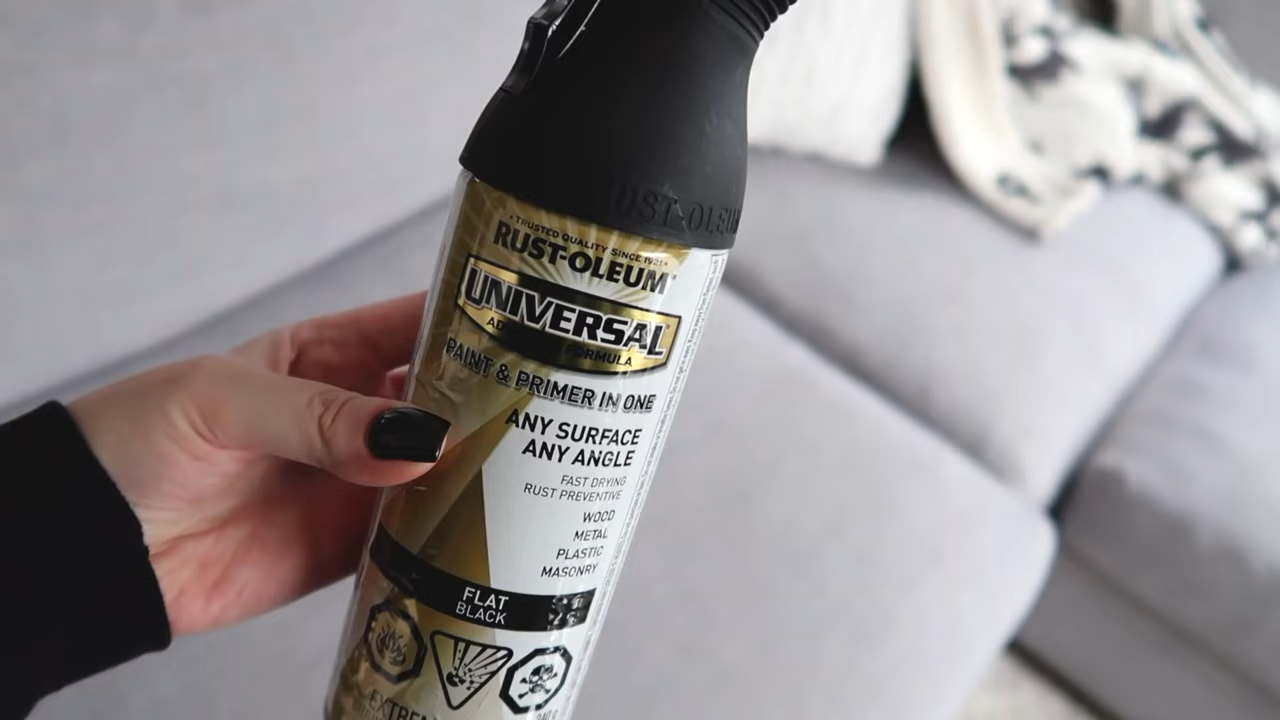 RUST-OLEUM
• TRUSTED QUALITY SINCE 1921 •
RUST-OLEUM
UNIVERSAL
FORMULA
PAINT & PRIMER IN ONE
ANY SURFACE
ANY ANGLE
FAST DRYING
RUST PREVENTIVE
WOOD
METAL
PLASTIC
MASONRY
FLAT
BLACK